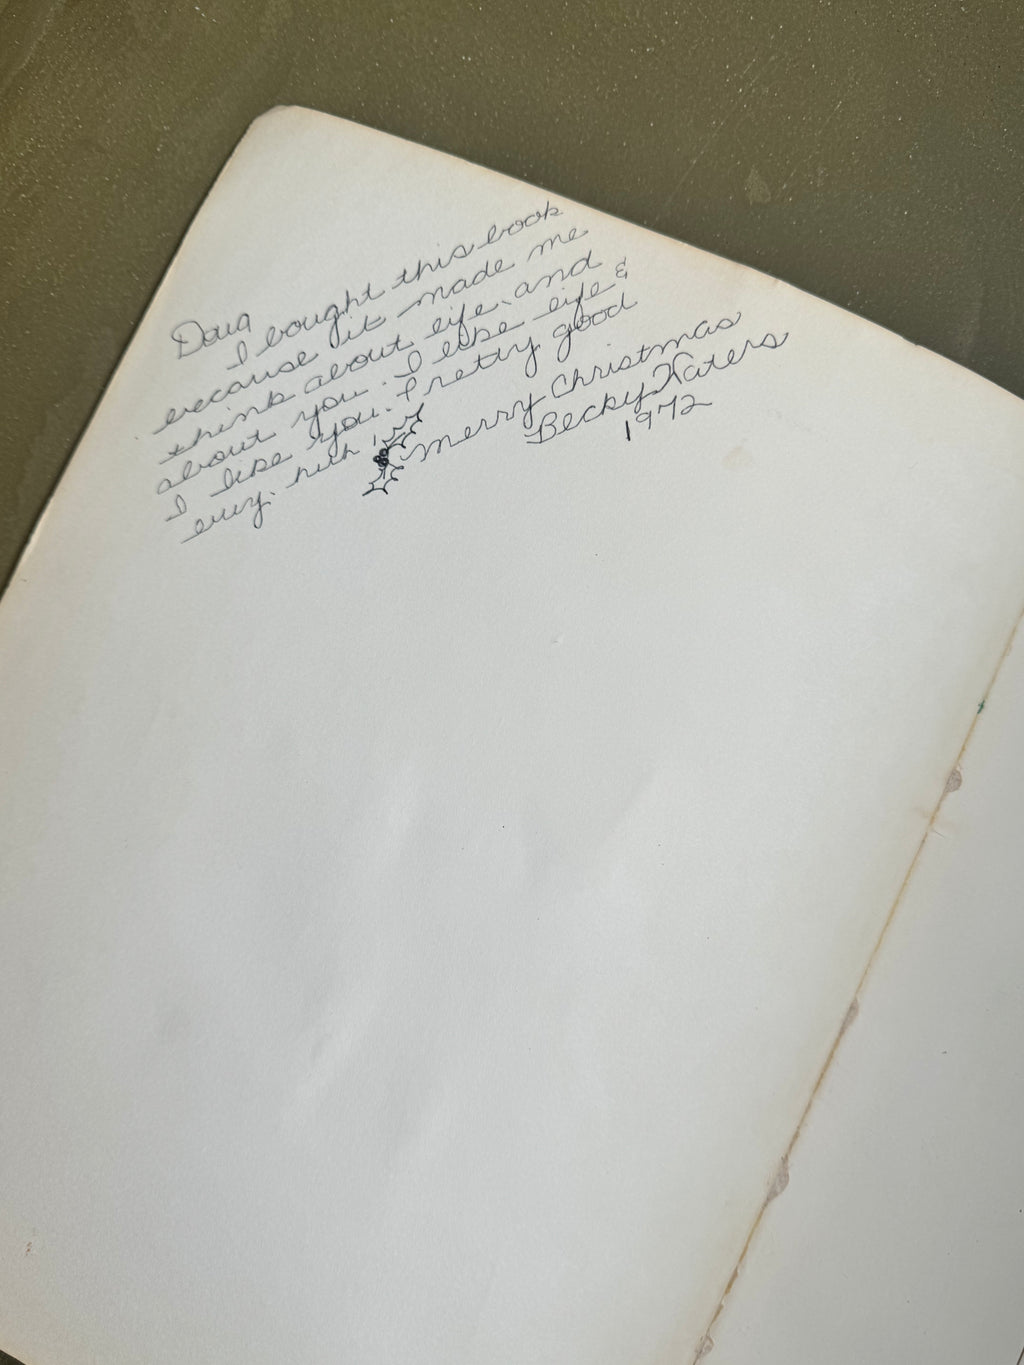 Doug
I bought this book
because it made me
think about life and
about you. I like life &
I like you. Pretty good
buy. huh!
Merry Christmas
Becky Waters
1972